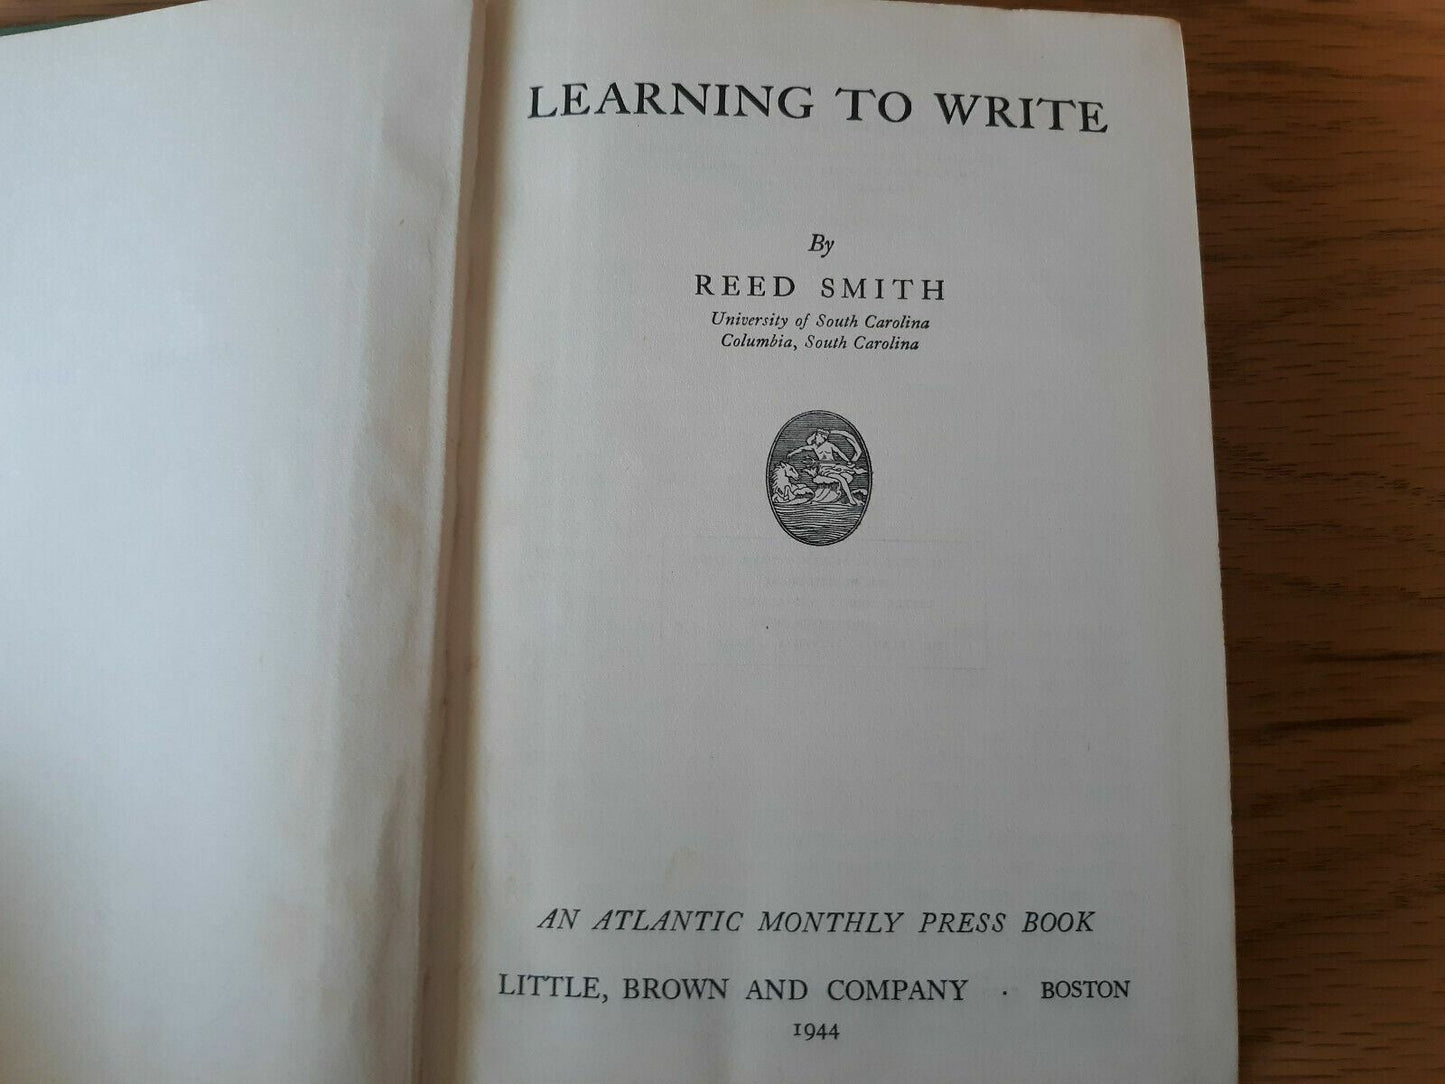 LEARNING TO WRITE
By
REED SMITH
University of South Carolina
Columbia, South Carolina
AN ATLANTIC MONTHLY PRESS BOOK
LITTLE, BROWN AND COMPANY · BOSTON
1944